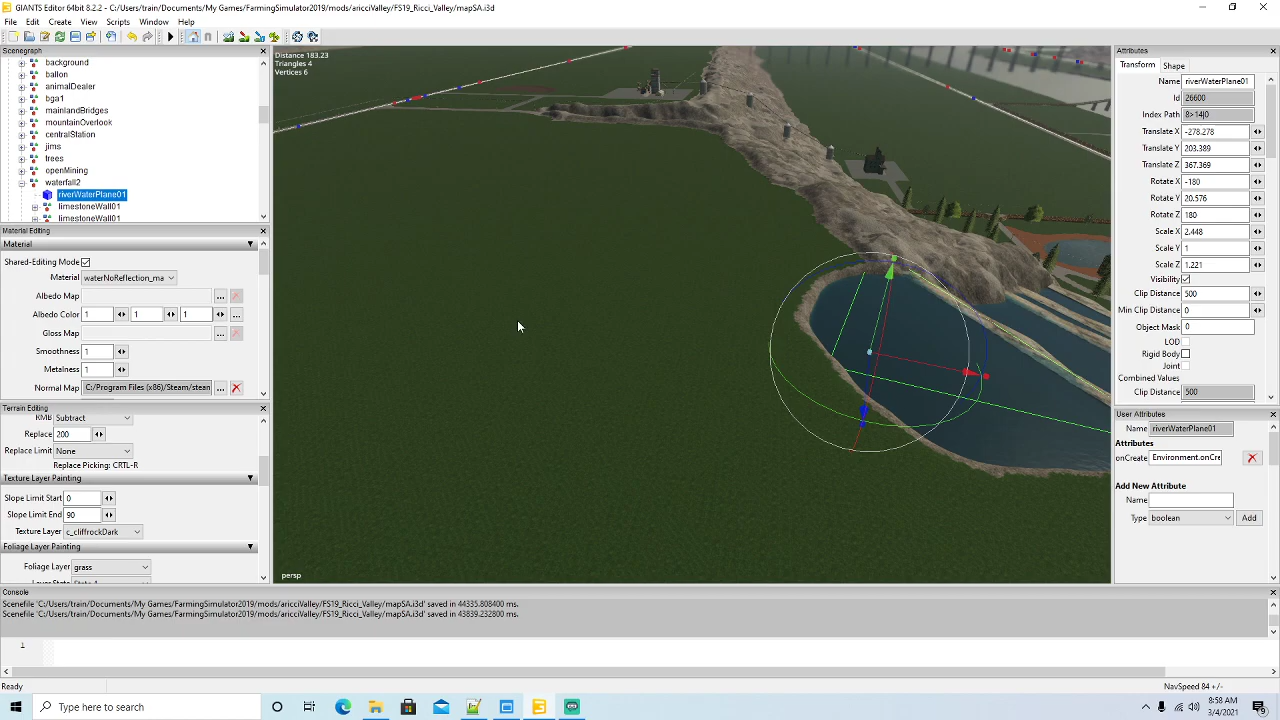 GIANTS Editor 64bit 8.2.2 - C:/Users/train/Documents/My Games/FarmingSimulator2019/mods/aricciValley/FS19_Ricci_Valley/mapSA.i3d
File Edit Create View Scripts Window Help
Scenegraph
background
ballon
animalDealer
bga1
mainlandBridges
mountainOverlook
centralStation
jims
trees
openMining
waterfall2
riverWaterPlane01
limestoneWall01
limestoneWall01
Material Editing
Material
Shared-Editing Mode
Material waterNoReflection_ma
Albedo Map ...
Albedo Color 1 1 1 ...
Gloss Map ...
Smoothness 1
Metalness 1
Normal Map C:/Program Files (x86)/Steam/stean ...
Terrain Editing
RMB Subtract
Replace 200
Replace Limit None
Replace Picking: CRTL-R
Texture Layer Painting
Slope Limit Start 0
Slope Limit End 90
Texture Layer c_cliffrockDark
Foliage Layer Painting
Foliage Layer grass
Distance 183.23
Triangles 4
Vertices 6
persp
Attributes
Transform Shape
Name riverWaterPlane01
Id 26600
Index Path 8>14|0
Translate X -278.278
Translate Y 203.389
Translate Z 367.369
Rotate X -180
Rotate Y 20.576
Rotate Z 180
Scale X 2.448
Scale Y 1
Scale Z 1.221
Visibility
Clip Distance 500
Min Clip Distance 0
Object Mask 0
LOD
Rigid Body
Joint
Combined Values
Clip Distance 500
User Attributes
Name riverWaterPlane01
Attributes
onCreate Environment.onCre
Add New Attribute
Name
Type boolean Add
Console
Scenefile 'C:/Users/train/Documents/My Games/FarmingSimulator2019/mods/aricciValley/FS19_Ricci_Valley/mapSA.i3d' saved in 44335.808400 ms.
Scenefile 'C:/Users/train/Documents/My Games/FarmingSimulator2019/mods/aricciValley/FS19_Ricci_Valley/mapSA.i3d' saved in 43839.232800 ms.
1
Ready
NavSpeed 84 +/-
Type here to search
8:58 AM
3/4/2021